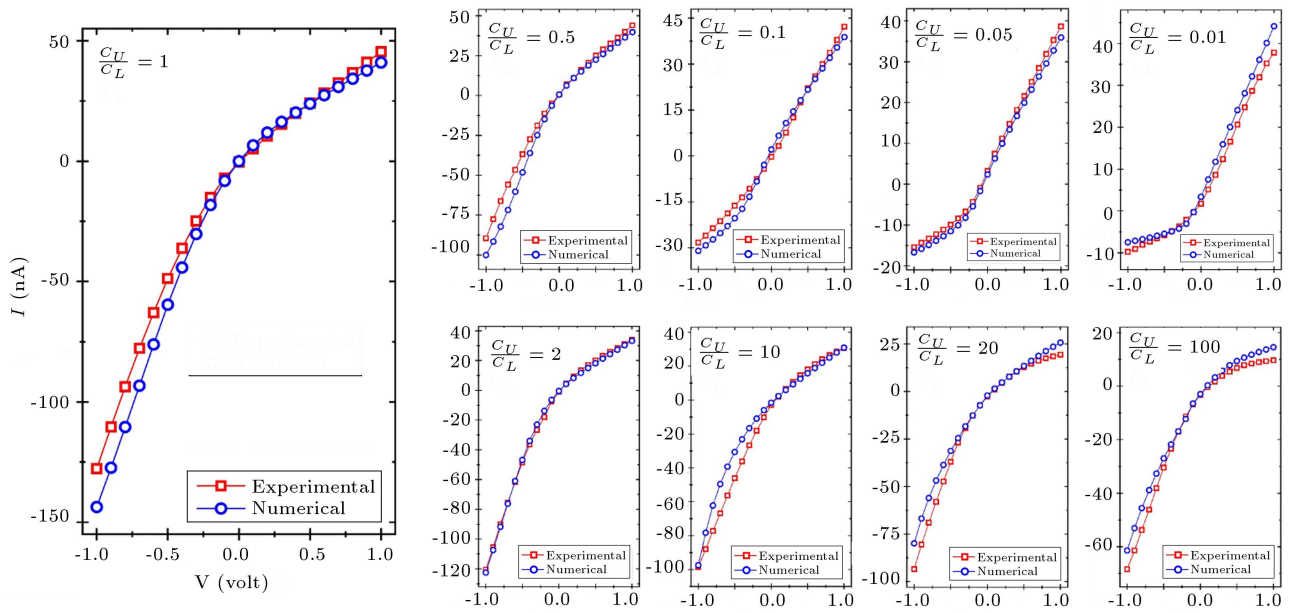 C_U/C_L = 1
50
0
-50
-100
-150
I (nA)
-1.0 -0.5 0.0 0.5 1.0
V (volt)
Experimental
Numerical
C_U/C_L = 0.5
50
25
0
-25
-50
-75
-100
-1.0 0.0 1.0
Experimental
Numerical
C_U/C_L = 0.1
45
30
15
0
-15
-30
-1.0 0.0 1.0
Experimental
Numerical
C_U/C_L = 0.05
40
30
20
10
0
-10
-20
-1.0 0.0 1.0
Experimental
Numerical
C_U/C_L = 0.01
40
30
20
10
0
-10
-1.0 0.0 1.0
Experimental
Numerical
C_U/C_L = 2
40
20
0
-20
-40
-60
-80
-100
-120
-1.0 0.0 1.0
Experimental
Numerical
C_U/C_L = 10
40
20
0
-20
-40
-60
-80
-100
-1.0 0.0 1.0
Experimental
Numerical
C_U/C_L = 20
25
0
-25
-50
-75
-100
-1.0 0.0 1.0
Experimental
Numerical
C_U/C_L = 100
20
0
-20
-40
-60
-1.0 0.0 1.0
Experimental
Numerical